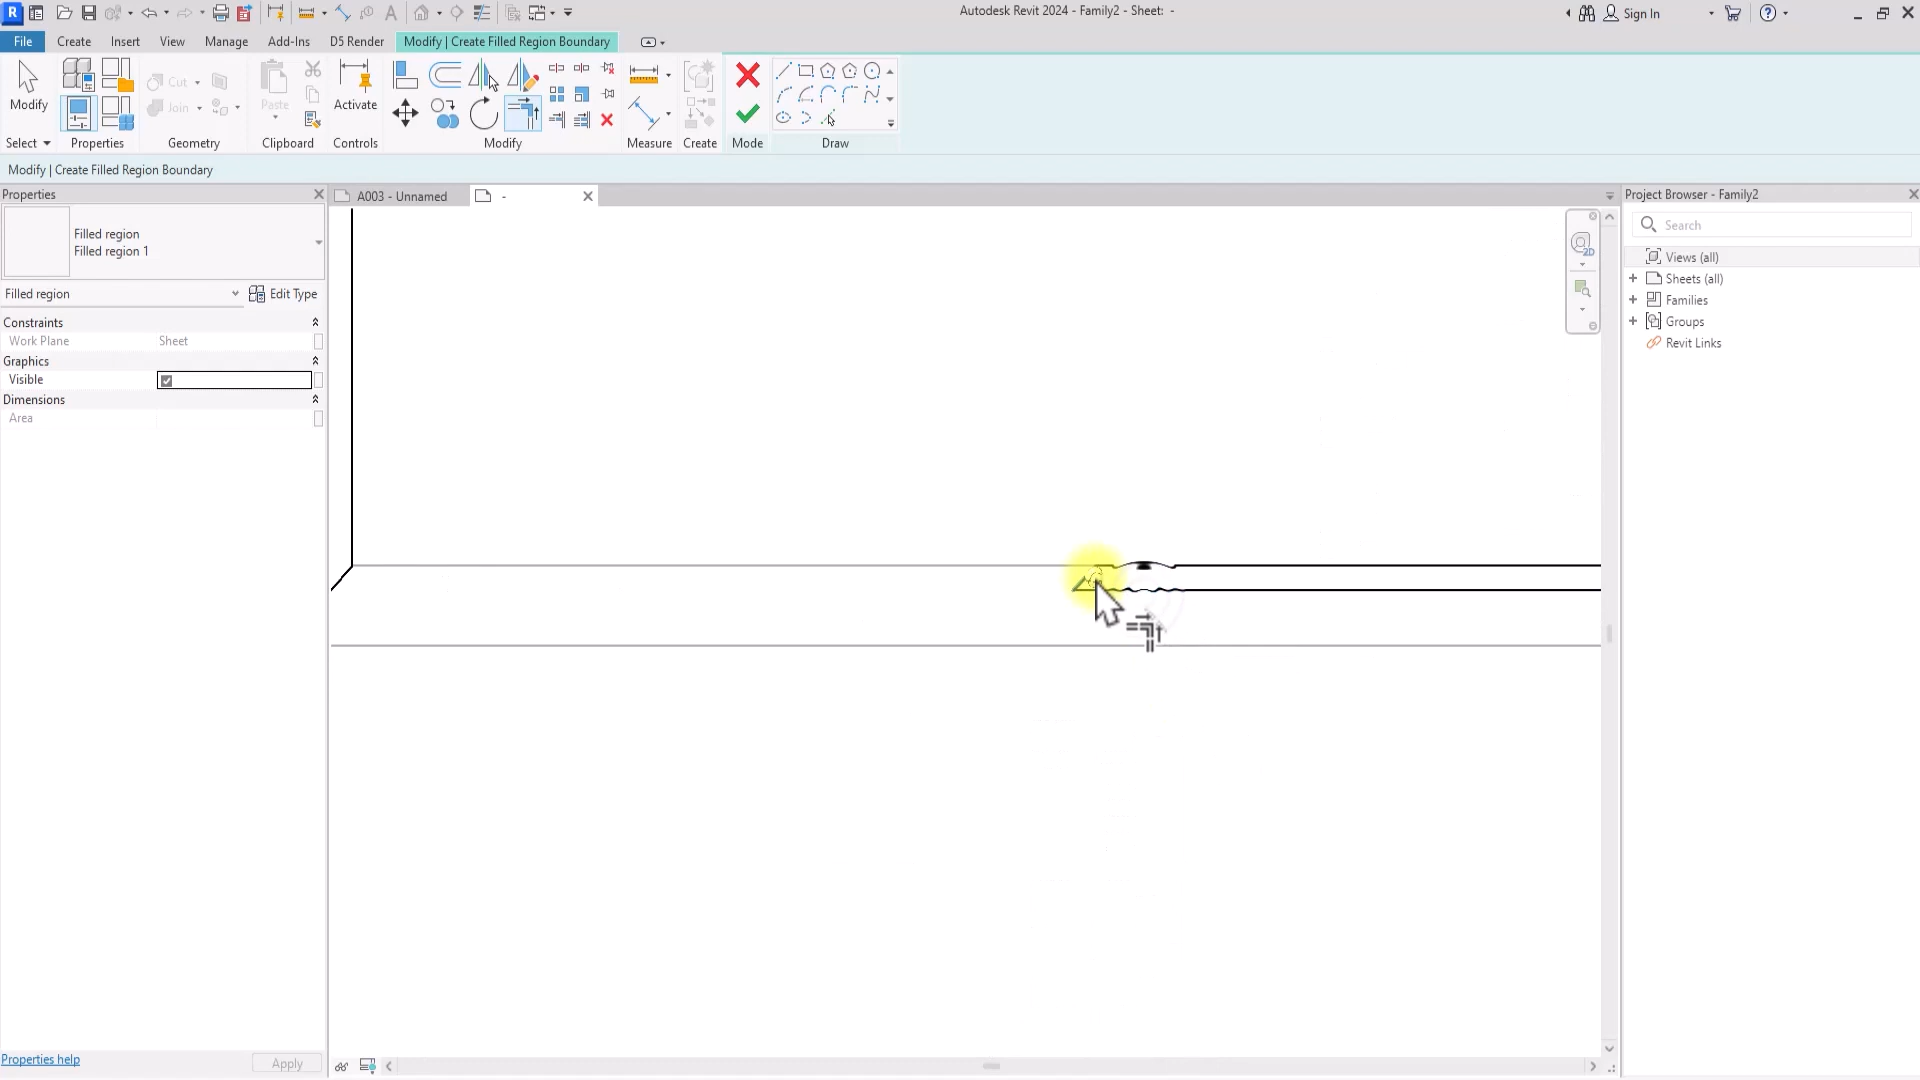 R
Autodesk Revit 2024 - Family2 - Sheet: -
Sign In
File
Create
Insert
View
Manage
Add-Ins
D5 Render
Modify | Create Filled Region Boundary
Modify
Cut
Join
Paste
Activate
Select
Properties
Geometry
Clipboard
Controls
Modify
Measure
Create
Mode
Draw
Modify | Create Filled Region Boundary
Properties
A003 - Unnamed
-
Project Browser - Family2
Filled region
Filled region 1
Search
2D
Filled region
Edit Type
Constraints
Work Plane
Sheet
Graphics
Visible
Dimensions
Area
Views (all)
Sheets (all)
Families
Groups
Revit Links
Properties help
Apply